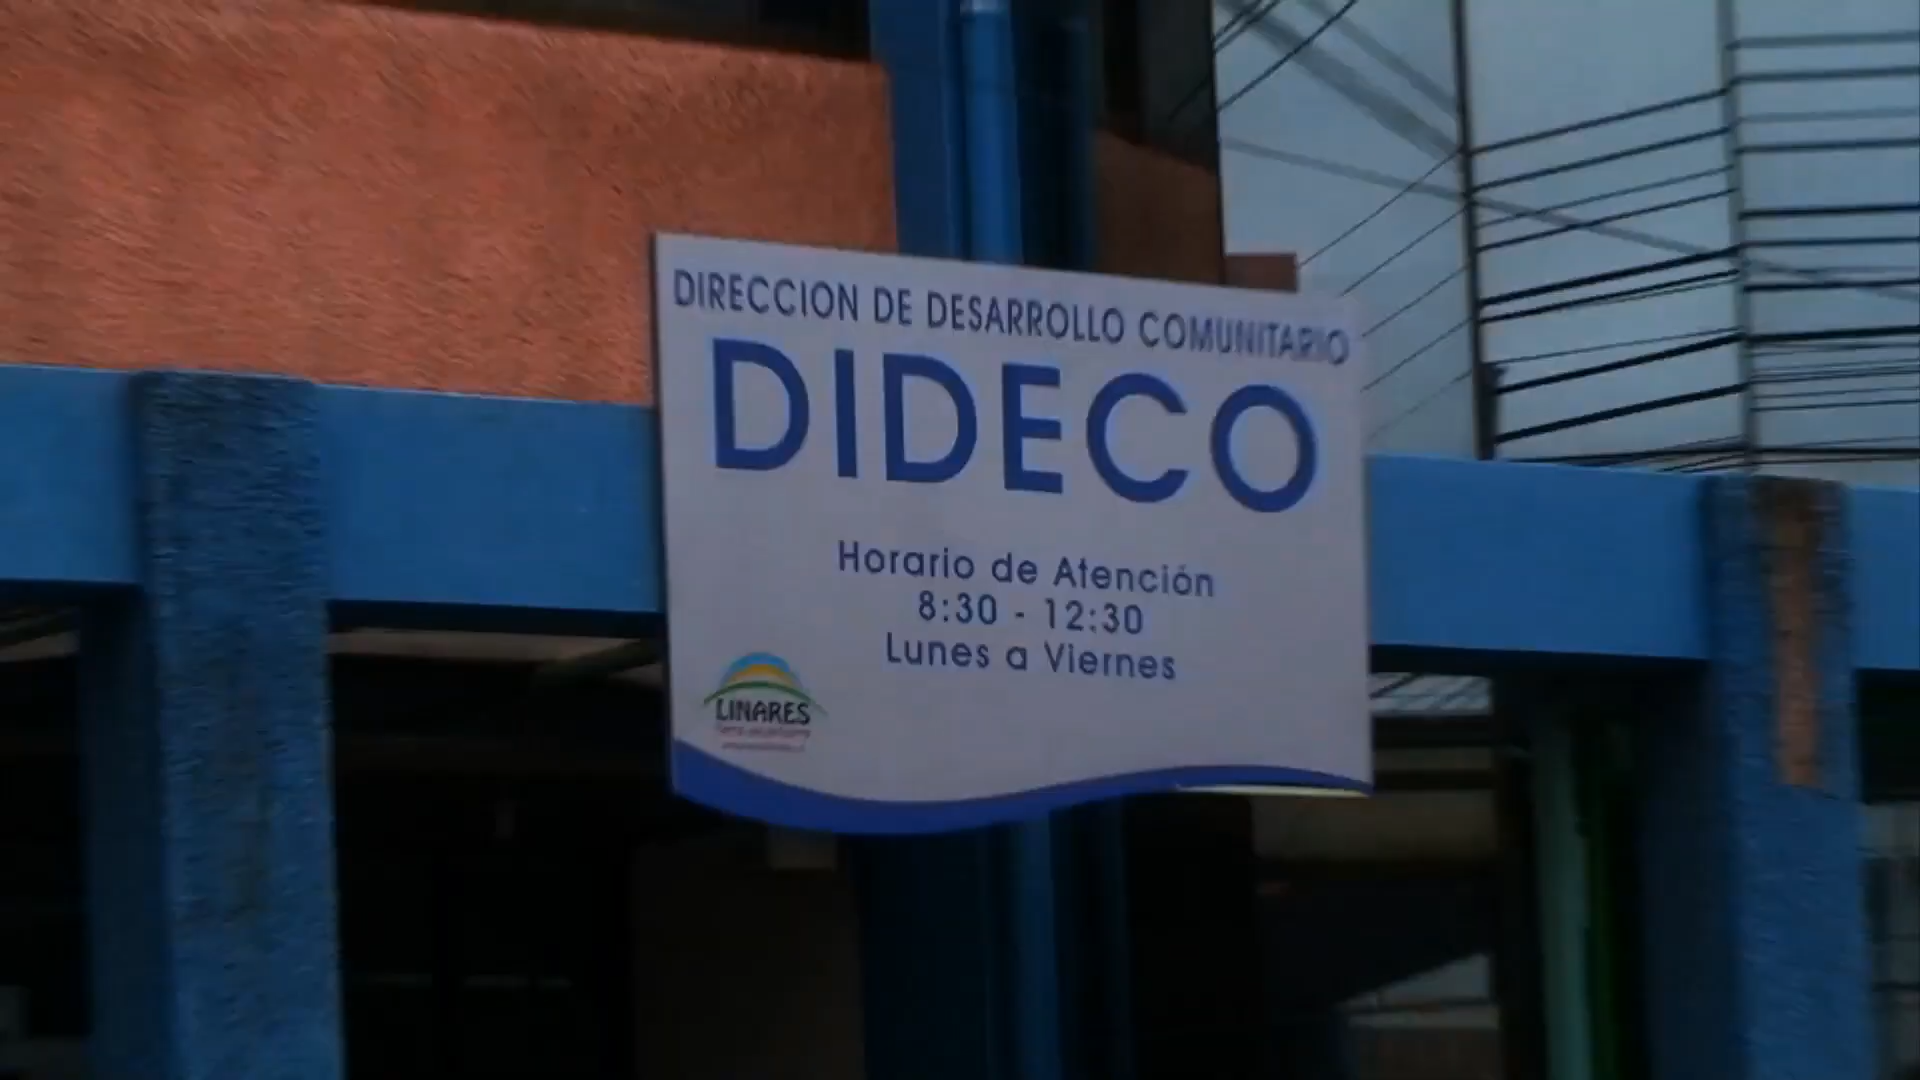 DIRECCION DE DESARROLLO COMUNITARIO
DIDECO
Horario de Atención
8:30 - 12:30
Lunes a Viernes
LINARES